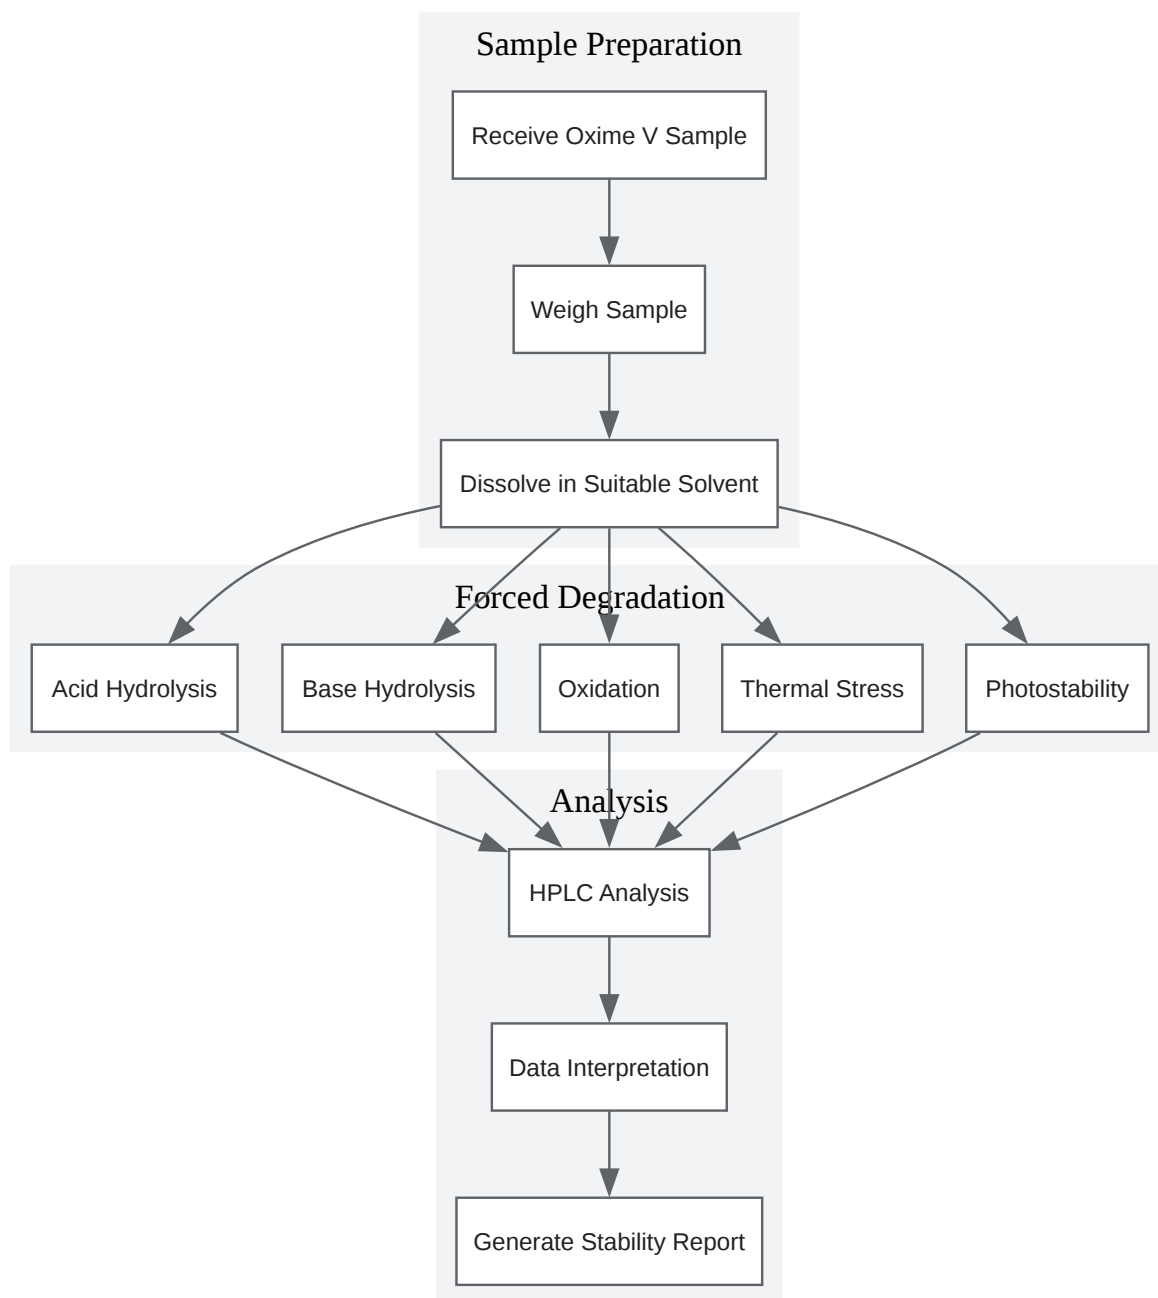 Sample Preparation
Receive Oxime V Sample
Weigh Sample
Dissolve in Suitable Solvent
Forced Degradation
Acid Hydrolysis
Base Hydrolysis
Oxidation
Thermal Stress
Photostability
Analysis
HPLC Analysis
Data Interpretation
Generate Stability Report